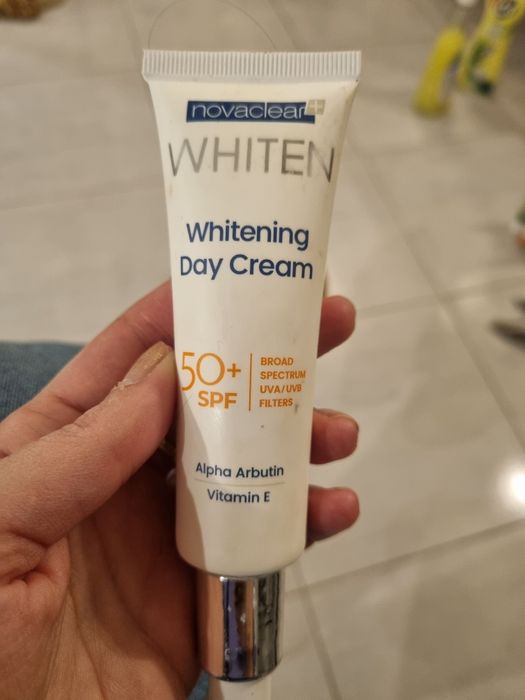 novaclear
WHITEN
Whitening
Day Cream
50+
SPF
BROAD
SPECTRUM
UVA/UVB
FILTERS
Alpha Arbutin
Vitamin E